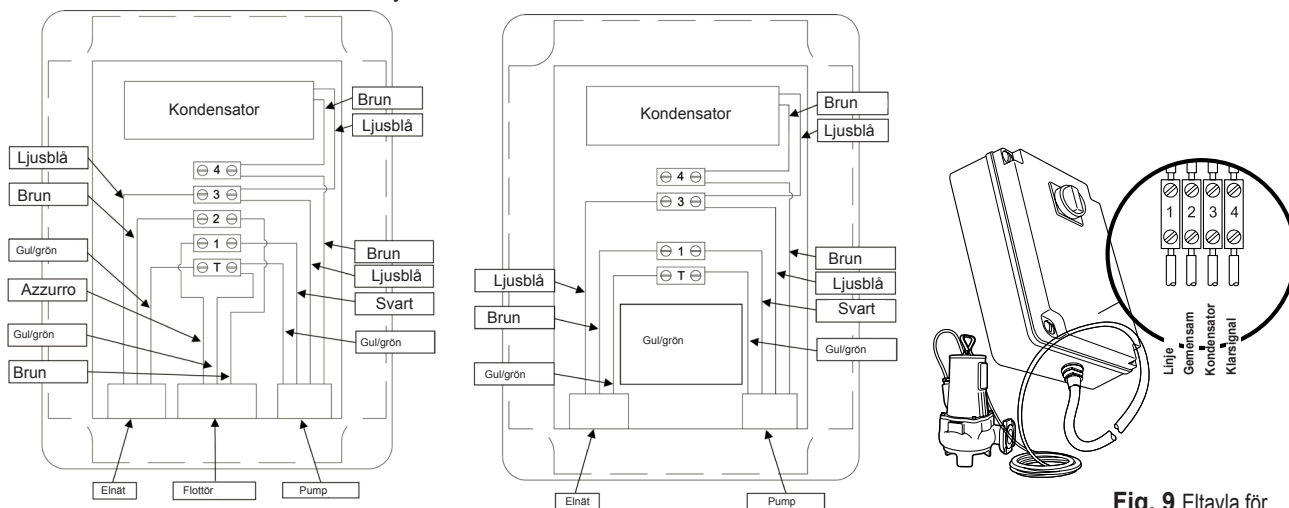 Kondensator
Brun
Ljusblå
Ljusblå
Brun
Gul/grön
Azzurro
Gul/grön
Brun
4
3
2
1
T
Brun
Ljusblå
Svart
Gul/grön
Elnät
Flottör
Pump
Kondensator
Brun
Ljusblå
4
3
1
T
Ljusblå
Brun
Gul/grön
Gul/grön
Brun
Ljusblå
Svart
Gul/grön
Elnät
Pump
1 2 3 4
Linje
Gemensam
Kondensator
Klarsignal
Fig. 9 Eltavla för